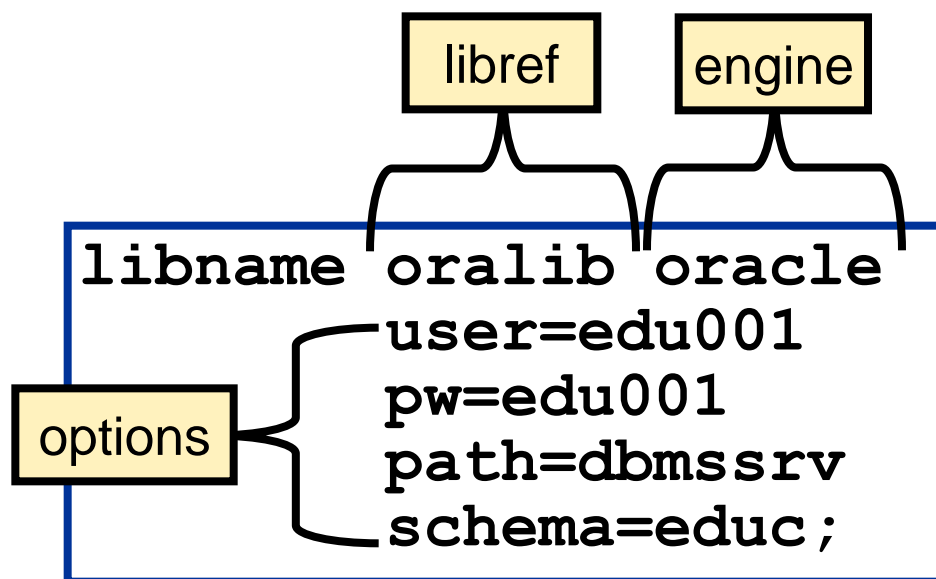 libref
engine
libname oralib oracle
user=edu001
pw=edu001
options
path=dbmssrv
schema=educ;